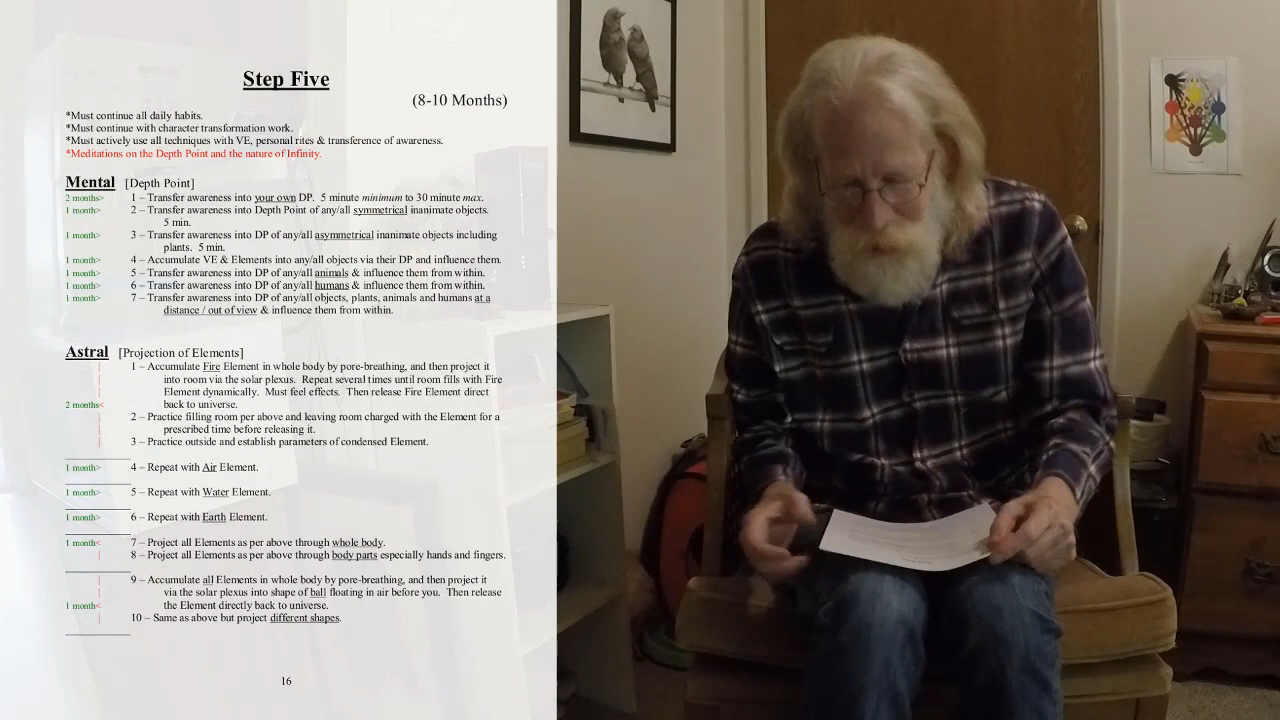 Step Five
(8-10 Months)
*Must continue all daily habits.
*Must continue with character transformation work.
*Must actively use all techniques with VE, personal rites & transference of awareness.
*Meditations on the Depth Point and the nature of Infinity.
Mental [Depth Point]
2 months> 1 – Transfer awareness into your own DP. 5 minute minimum to 30 minute max.
1 month> 2 – Transfer awareness into Depth Point of any/all symmetrical inanimate objects.
5 min.
1 month> 3 – Transfer awareness into DP of any/all asymmetrical inanimate objects including
plants. 5 min.
1 month> 4 – Accumulate VE & Elements into any/all objects via their DP and influence them.
1 month> 5 – Transfer awareness into DP of any/all animals & influence them from within.
1 month> 6 – Transfer awareness into DP of any/all humans & influence them from within.
1 month> 7 – Transfer awareness into DP of any/all objects, plants, animals and humans at a
distance / out of view & influence them from within.
Astral [Projection of Elements]
1 – Accumulate Fire Element in whole body by pore-breathing, and then project it
into room via the solar plexus. Repeat several times until room fills with Fire
Element dynamically. Must feel effects. Then release Fire Element direct
2 months< back to universe.
2 – Practice filling room per above and leaving room charged with the Element for a
prescribed time before releasing it.
3 – Practice outside and establish parameters of condensed Element.
1 month> 4 – Repeat with Air Element.
1 month> 5 – Repeat with Water Element.
1 month> 6 – Repeat with Earth Element.
1 month< 7 – Project all Elements as per above through whole body.
8 – Project all Elements as per above through body parts especially hands and fingers.
9 – Accumulate all Elements in whole body by pore-breathing, and then project it
via the solar plexus into shape of ball floating in air before you. Then release
1 month< the Element directly back to universe.
10 – Same as above but project different shapes.
16